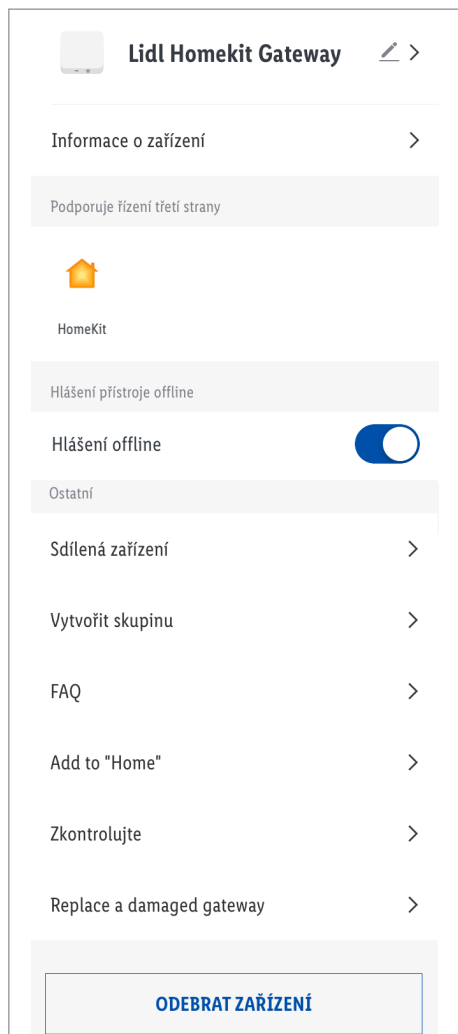 Lidl Homekit Gateway
Informace o zařízení
Podporuje řízení třetí strany
HomeKit
Hlášení přístroje offline
Hlášení offline
Ostatní
Sdílená zařízení
Vytvořit skupinu
FAQ
Add to "Home"
Zkontrolujte
Replace a damaged gateway
ODEBRAT ZAŘÍZENÍ